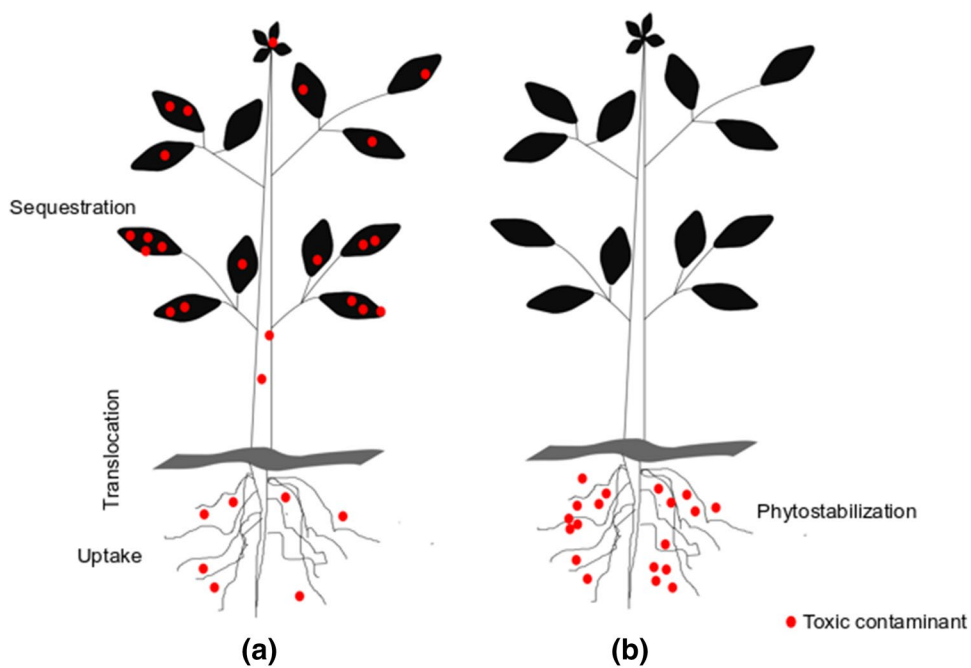 Sequestration
Translocation
Uptake
Phytostabilization
Toxic contaminant
(a)
(b)